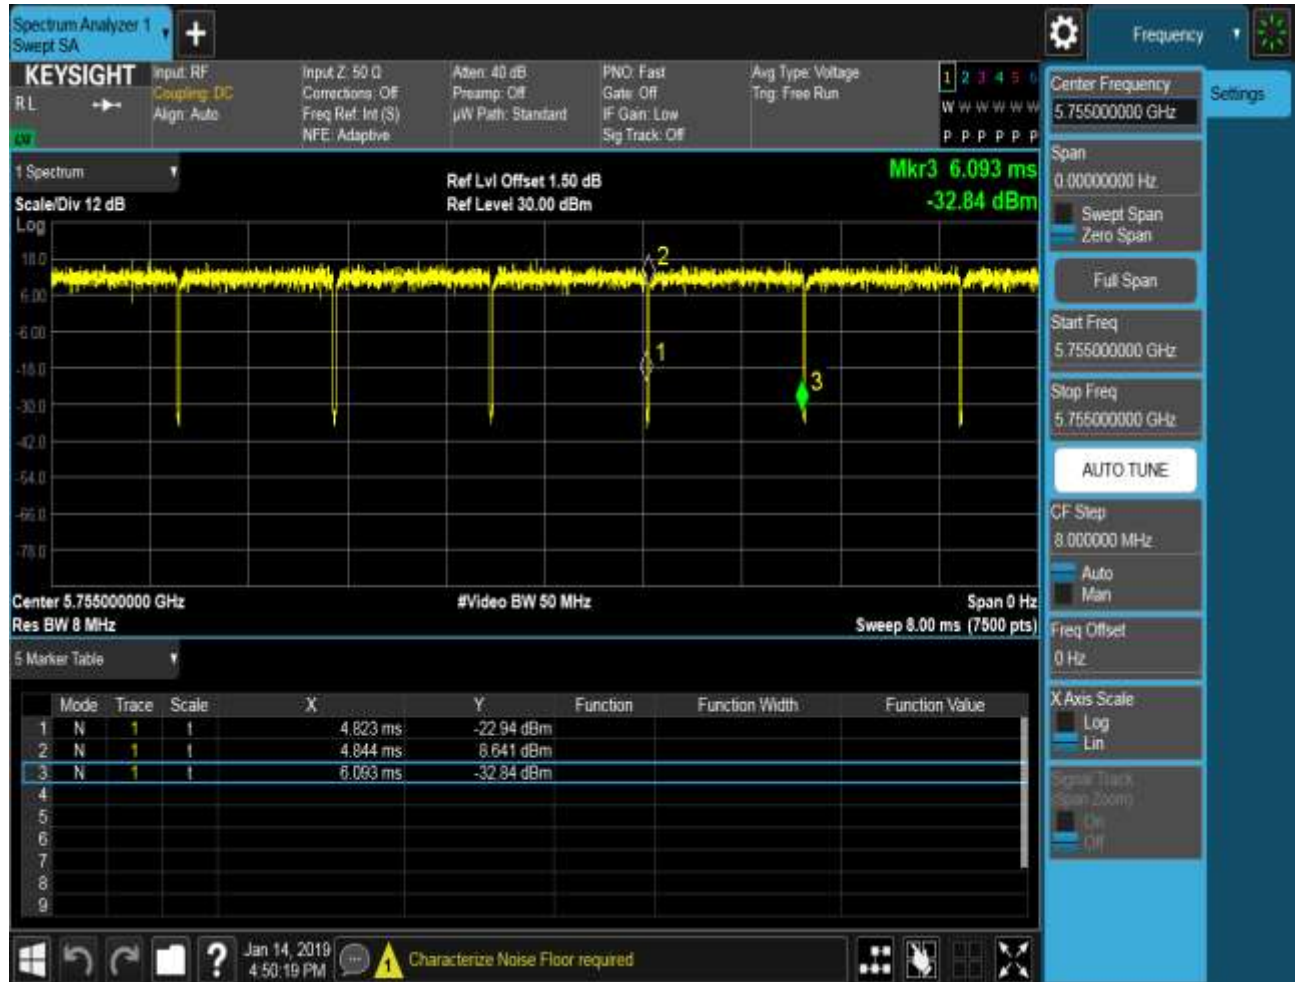 Spectrum Analyzer 1
Swept SA
Frequency
KEYSIGHT
R L
Input: RF
Coupling: DC
Align: Auto
Input Z: 50 Ω
Corrections: Off
Freq Ref: Int (S)
NFE: Adaptive
Atten: 40 dB
Preamp: Off
µW Path: Standard
PNO: Fast
Gate: Off
IF Gain: Low
Sig Track: Off
Avg Type: Voltage
Trig: Free Run
1 2 3 4 5 6
W W W W W W
P P P P P P
1 Spectrum
Scale/Div 12 dB
Ref Lvl Offset 1.50 dB
Ref Level 30.00 dBm
Mkr3 6.093 ms
-32.84 dBm
Log
18.0
6.00
-6.00
-18.0
-30.0
-42.0
-54.0
-66.0
-78.0
2
1
3
Center 5.755000000 GHz
#Video BW 50 MHz
Span 0 Hz
Res BW 8 MHz
Sweep 8.00 ms (7500 pts)
5 Marker Table
Mode Trace Scale X Y Function Function Width Function Value
1 N 1 t 4.823 ms -22.94 dBm
2 N 1 t 4.844 ms 8.641 dBm
3 N 1 t 6.093 ms -32.84 dBm
4
5
6
7
8
9
Jan 14, 2019
4:50:19 PM
Characterize Noise Floor required
Settings
Center Frequency
5.755000000 GHz
Span
0.00000000 Hz
Swept Span
Zero Span
Full Span
Start Freq
5.755000000 GHz
Stop Freq
5.755000000 GHz
AUTO TUNE
CF Step
8.000000 MHz
Auto
Man
Freq Offset
0 Hz
X Axis Scale
Log
Lin
Signal Track
(Span Zoom)
On
Off